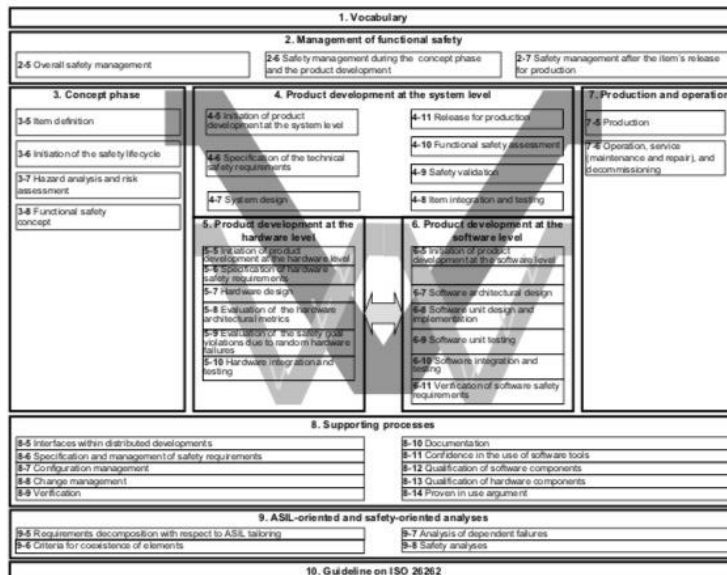 1. Vocabulary
2. Management of functional safety
2-5 Overall safety management
2-6 Safety management during the concept phase
and the product development
2-7 Safety management after the item's release
for production
3. Concept phase
3-5 Item definition
3-6 Initiation of the safety lifecycle
3-7 Hazard analysis and risk
assessment
3-8 Functional safety
concept
4. Product development at the system level
4-5 Initiation of product
development at the system level
4-6 Specification of the technical
safety requirements
4-7 System design
4-11 Release for production
4-10 Functional safety assessment
4-9 Safety validation
4-8 Item integration and testing
7. Production and operation
7-5 Production
7-6 Operation, service
(maintenance and repair), and
decommissioning
5. Product development at the
hardware level
5-5 Initiation of product
development at the hardware level
5-6 Specification of hardware
safety requirements
5-7 Hardware design
5-8 Evaluation of the hardware
architectural metrics
5-9 Evaluation of the safety goal
violations due to random hardware
failures
5-10 Hardware integration and
testing
6. Product development at the
software level
6-5 Initiation of product
development at the software level
6-7 Software architectural design
6-8 Software unit design and
implementation
6-9 Software unit testing
6-10 Software integration and
testing
6-11 Verification of software safety
requirements
8. Supporting processes
8-5 Interfaces within distributed developments
8-6 Specification and management of safety requirements
8-7 Configuration management
8-8 Change management
8-9 Verification
8-10 Documentation
8-11 Confidence in the use of software tools
8-12 Qualification of software components
8-13 Qualification of hardware components
8-14 Proven in use argument
9. ASIL-oriented and safety-oriented analyses
9-5 Requirements decomposition with respect to ASIL tailoring
9-6 Criteria for coexistence of elements
9-7 Analysis of dependent failures
9-8 Safety analyses
10. Guideline on ISO 26262